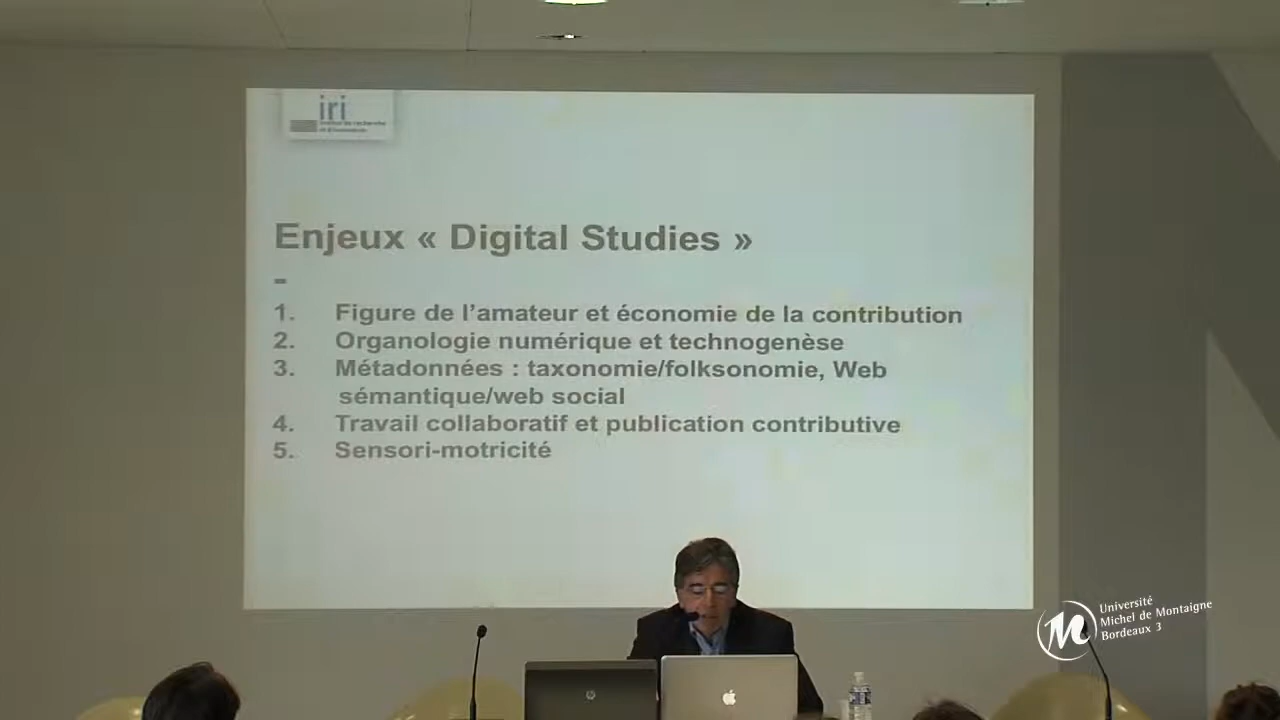 iri
Enjeux « Digital Studies »
-
1. Figure de l'amateur et économie de la contribution
2. Organologie numérique et technogenèse
3. Métadonnées : taxonomie/folksonomie, Web
sémantique/web social
4. Travail collaboratif et publication contributive
5. Sensori-motricité
hp
Université
Michel de Montaigne
Bordeaux 3